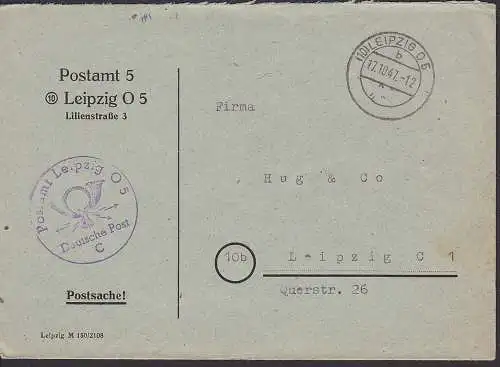 Postamt 5
⑩ Leipzig O 5
Lilienstraße 3
Postamt Leipzig O 5
Deutsche Post
C
Postsache!
Leipzig M 150/2108
(10) LEIPZIG O 5
b
17.10.47.-12
Firma
Hug & Co
10b
Leipzig C 1
Querstr. 26